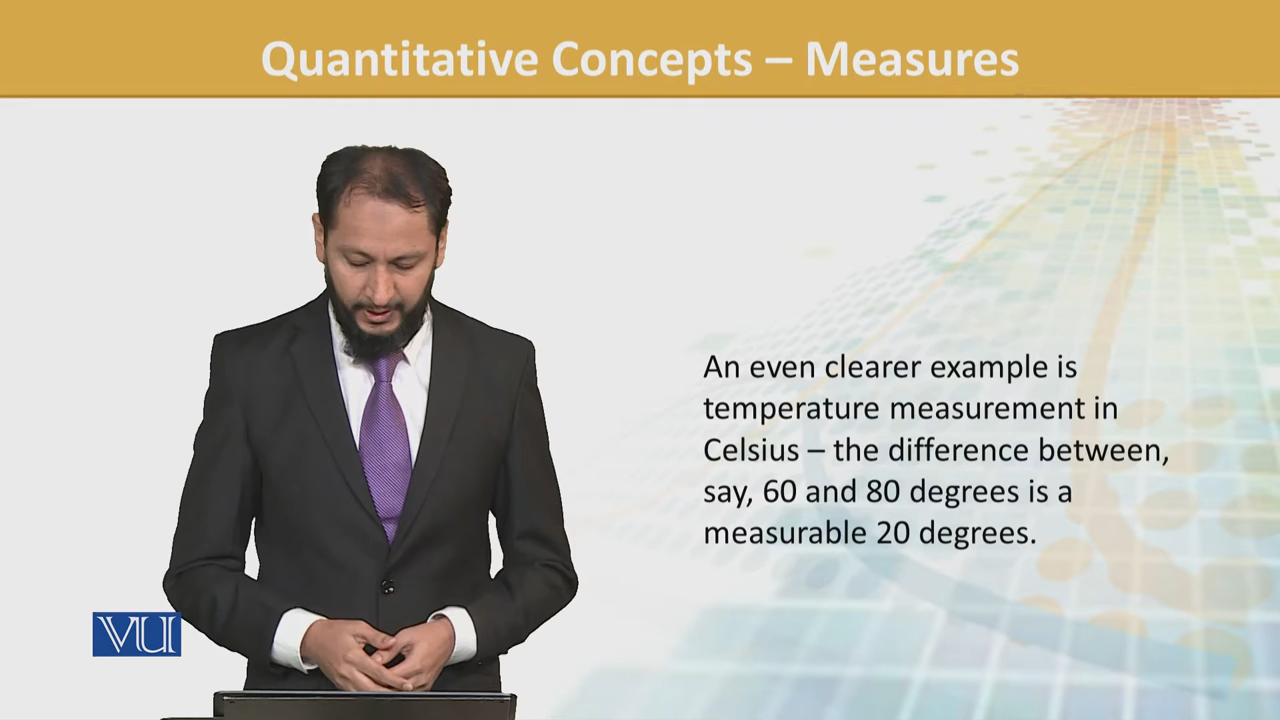 Quantitative Concepts – Measures
An even clearer example is
temperature measurement in
Celsius – the difference between,
say, 60 and 80 degrees is a
measurable 20 degrees.
VU